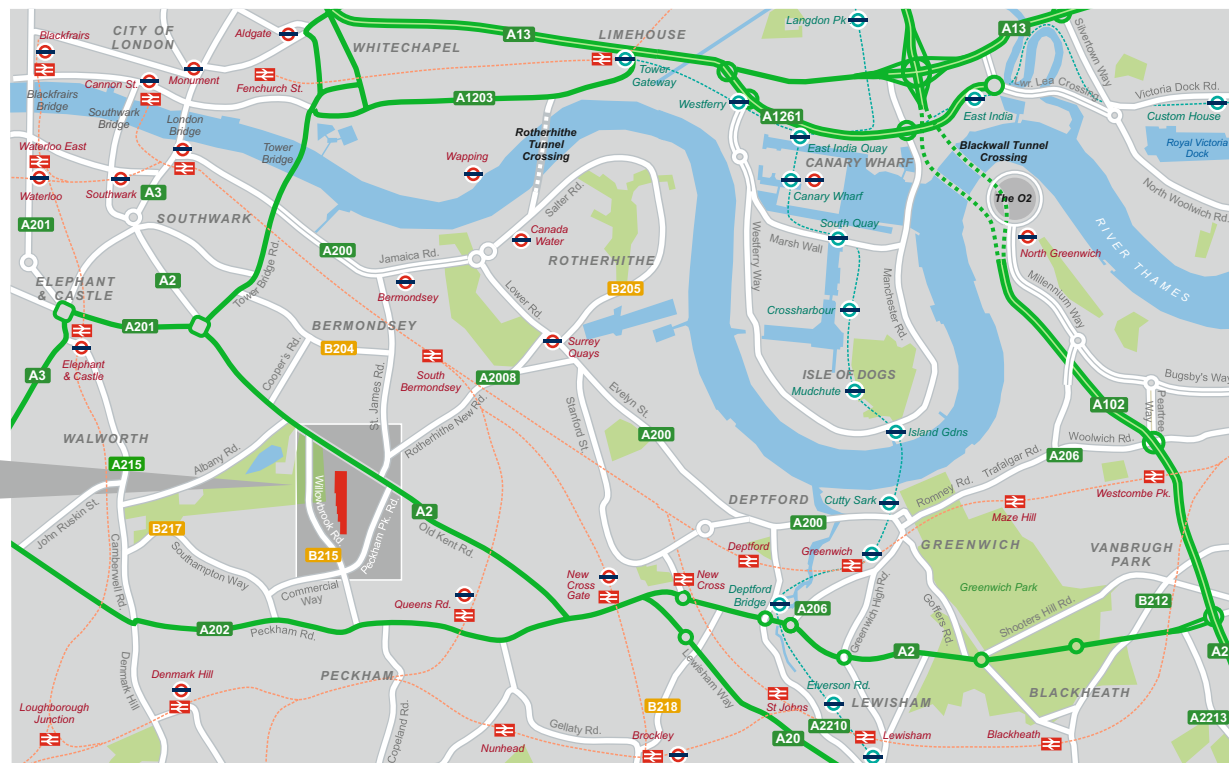 Langdon Pk
Blackfriars
CITY OF
LONDON
Aldgate
WHITECHAPEL
A13
LIMEHOUSE
A13
Silvertown Way
Cannon St.
Monument
Fenchurch St.
Tower
Gateway
Westferry
Lwr. Lea Crossing
Victoria Dock Rd.
Custom House
East India
Blackfriars
Bridge
Southwark
Bridge
London
Bridge
A1203
A1261
Waterloo East
Tower
Bridge
Rotherhithe
Tunnel
Crossing
East India Quay
CANARY WHARF
Blackwall Tunnel
Crossing
Royal Victoria
Dock
Wapping
Waterloo
Southwark
A3
Canary Wharf
The O2
North Woolwich Rd.
A201
SOUTHWARK
Salter Rd.
South Quay
Canada
Water
Marsh Wall
Westferry Way
RIVER THAMES
North Greenwich
A200
Jamaica Rd.
ROTHERHITHE
ELEPHANT
& CASTLE
A2
Tower Bridge Rd.
Bermondsey
Lower Rd.
B205
Manchester Rd.
Millennium Way
Crossharbour
A201
BERMONDSEY
B204
Surrey
Quays
Elephant
& Castle
A3
Cooper's Rd.
South
Bermondsey
A2008
ISLE OF DOGS
Mudchute
Bugsby's Way
St. James Rd.
Evelyn St.
A102
Peartree
Way
WALWORTH
Rotherhithe New Rd.
Stanford St.
A200
Island Gdns
Woolwich Rd.
A206
A215
Albany Rd.
Trafalgar Rd.
Romney Rd.
Westcombe Pk.
Willowbrook Rd.
DEPTFORD
Cutty Sark
Maze Hill
John Ruskin St.
B217
A2
Old Kent Rd.
A200
Peckham Pk. Rd.
B215
Camberwell Rd.
Southampton Way
Commercial
Way
Deptford
Greenwich
GREENWICH
VANBRUGH
PARK
New
Cross
Gate
New
Cross
Deptford
Bridge
Greenwich Park
Queens Rd.
A206
B212
Greenwich High Rd.
Goffers Rd.
Shooters Hill Rd.
A202
Peckham Rd.
A2
A2
Denmark Hill
Denmark Hill
PECKHAM
Lewisham Way
Elverson Rd.
LEWISHAM
BLACKHEATH
Loughborough
Junction
Copeland Rd.
B218
St Johns
A2210
A2213
Gellaty Rd.
Nunhead
Brockley
A20
Lewisham
Blackheath